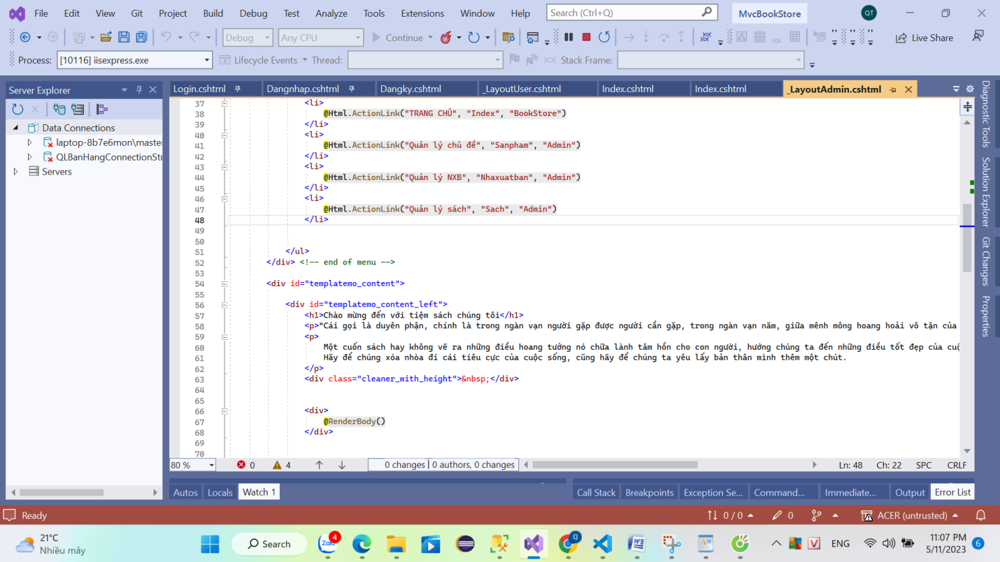 File Edit View Git Project Build Debug Test Analyze Tools Extensions Window Help Search (Ctrl+Q) MvcBookStore QT
Debug Any CPU Continue Live Share
Process: [10116] iisexpress.exe Lifecycle Events Thread: Stack Frame:
Server Explorer
Login.cshtml Dangnhap.cshtml Dangky.cshtml _LayoutUser.cshtml Index.cshtml Index.cshtml _LayoutAdmin.cshtml
Data Connections
laptop-8b7e6mon\master
QLBanHangConnectionStr
Servers
37 <li>
38 @Html.ActionLink("TRANG CHỦ", "Index", "BookStore")
39 </li>
40 <li>
41 @Html.ActionLink("Quản lý chủ đề", "Sanpham", "Admin")
42 </li>
43 <li>
44 @Html.ActionLink("Quản lý NXB", "Nhaxuatban", "Admin")
45 </li>
46 <li>
47 @Html.ActionLink("Quản lý sách", "Sach", "Admin")
48 </li>
49
50
51 </ul>
52 </div> <!-- end of menu -->
53
54 <div id="templatemo_content">
55
56 <div id="templatemo_content_left">
57 <h1>Chào mừng đến với tiệm sách chúng tôi</h1>
58 <p>"Cái gọi là duyên phận, chính là trong ngàn vạn người gặp được người cần gặp, trong ngàn vạn năm, giữa mênh mông hoang hoải vô tận của
59 <p>
60 Một cuốn sách hay không vẽ ra những điều hoang tưởng nó chữa lành tâm hồn cho con người, hướng chúng ta đến những điều tốt đẹp của cuộ
61 Hãy để chúng xóa nhòa đi cái tiêu cực của cuộc sống, cũng hãy để chúng ta yêu lấy bản thân mình thêm một chút.
62 </p>
63 <div class="cleaner_with_height">&nbsp;</div>
64
65
66 <div>
67 @RenderBody()
68 </div>
69
70
Diagnostic Tools
Solution Explorer
Git Changes
Properties
80 % 0 4 0 changes | 0 authors, 0 changes Ln: 48 Ch: 22 SPC CRLF
Autos Locals Watch 1 Call Stack Breakpoints Exception Se... Command... Immediate... Output Error List
Ready 0 / 0 0 ACER (untrusted)
21°C
Nhiều mây
Search Zalo 4 Q ENG
11:07 PM
5/11/2023 6